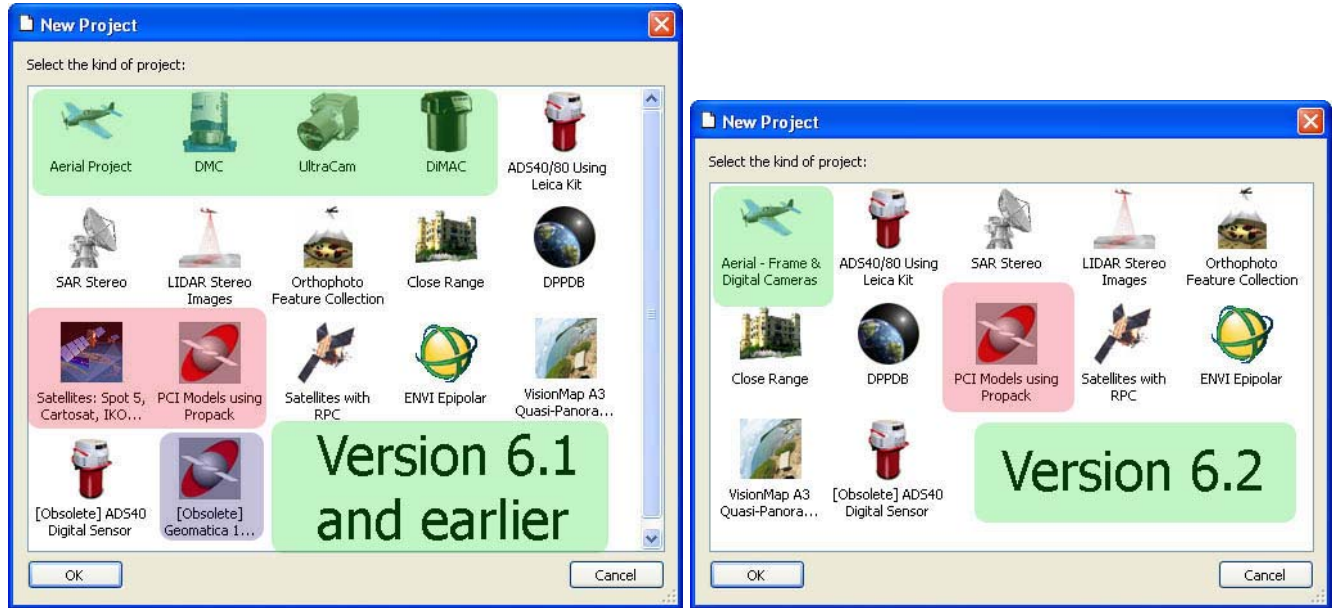 New Project
Select the kind of project:
Aerial Project
DMC
UltraCam
DiMAC
ADS40/80 Using
Leica Kit
SAR Stereo
LIDAR Stereo
Images
Orthophoto
Feature Collection
Close Range
DPPDB
Satellites: Spot 5,
Cartosat, IKO...
PCI Models using
Propack
Satellites with
RPC
ENVI Epipolar
VisionMap A3
Quasi-Panora...
[Obsolete] ADS40
Digital Sensor
[Obsolete]
Geomatica 1...
Version 6.1
and earlier
OK
Cancel
New Project
Select the kind of project:
Aerial - Frame &
Digital Cameras
ADS40/80 Using
Leica Kit
SAR Stereo
LIDAR Stereo
Images
Orthophoto
Feature Collection
Close Range
DPPDB
PCI Models using
Propack
Satellites with
RPC
ENVI Epipolar
VisionMap A3
Quasi-Panora...
[Obsolete] ADS40
Digital Sensor
Version 6.2
OK
Cancel